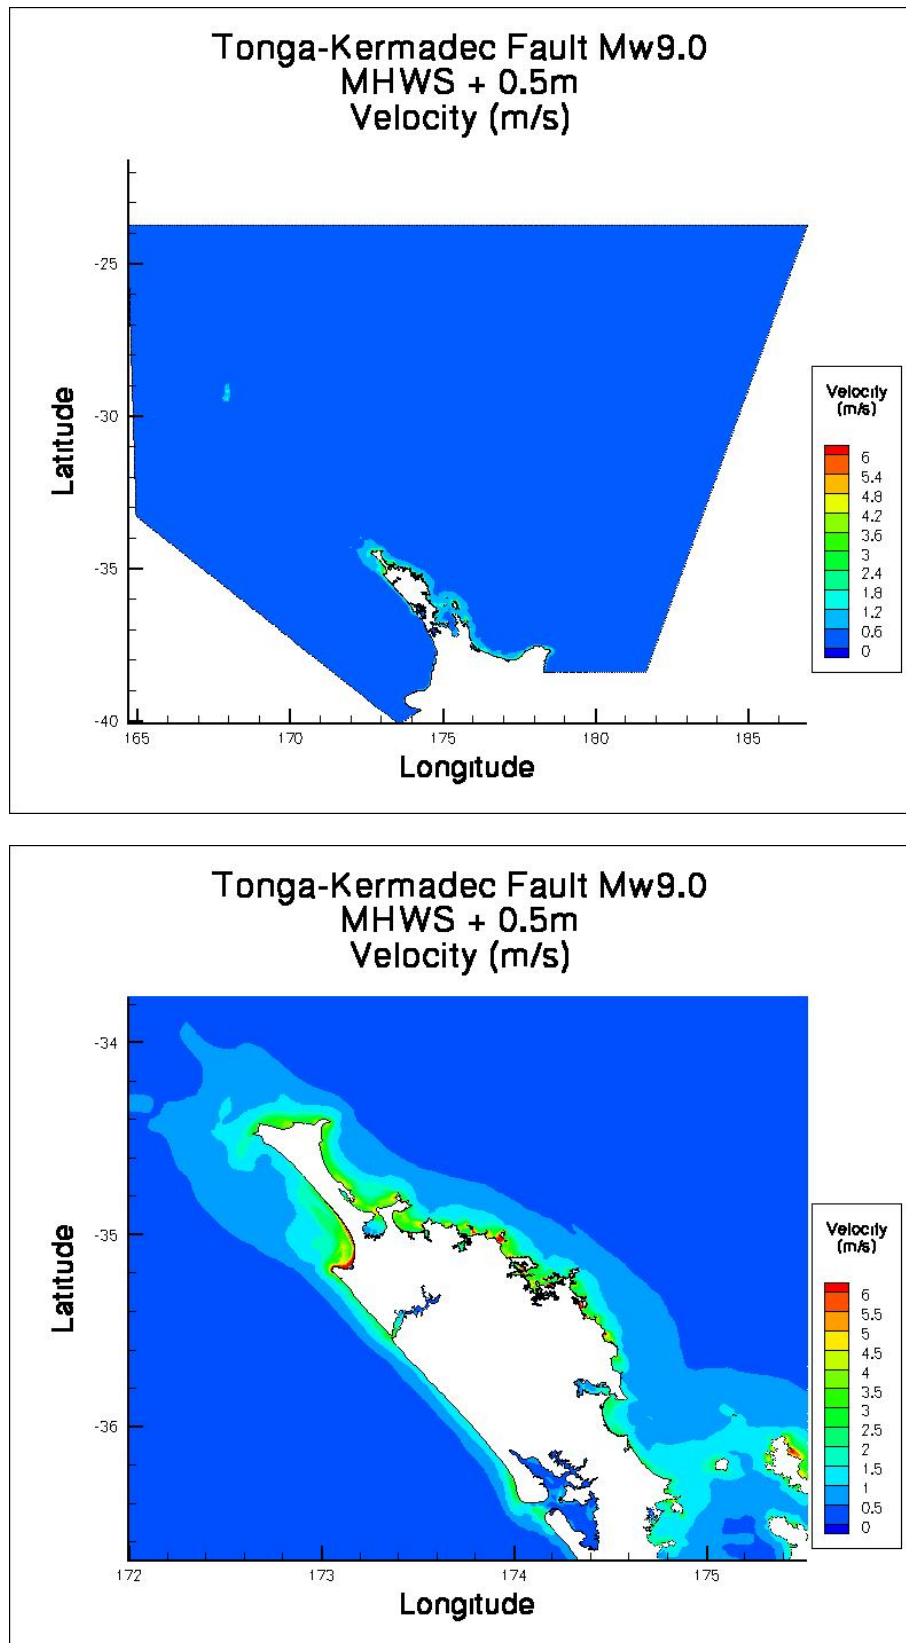 Tonga-Kermadec Fault Mw9.0
MHWS + 0.5m
Velocity (m/s)
Latitude
-25
-30
-35
-40
165
170
175
180
185
Longitude
Velocity
(m/s)
6
5.4
4.8
4.2
3.6
3
2.4
1.8
1.2
0.6
0
Tonga-Kermadec Fault Mw9.0
MHWS + 0.5m
Velocity (m/s)
Latitude
-34
-35
-36
172
173
174
175
Longitude
Velocity
(m/s)
6
5.5
5
4.5
4
3.5
3
2.5
2
1.5
1
0.5
0